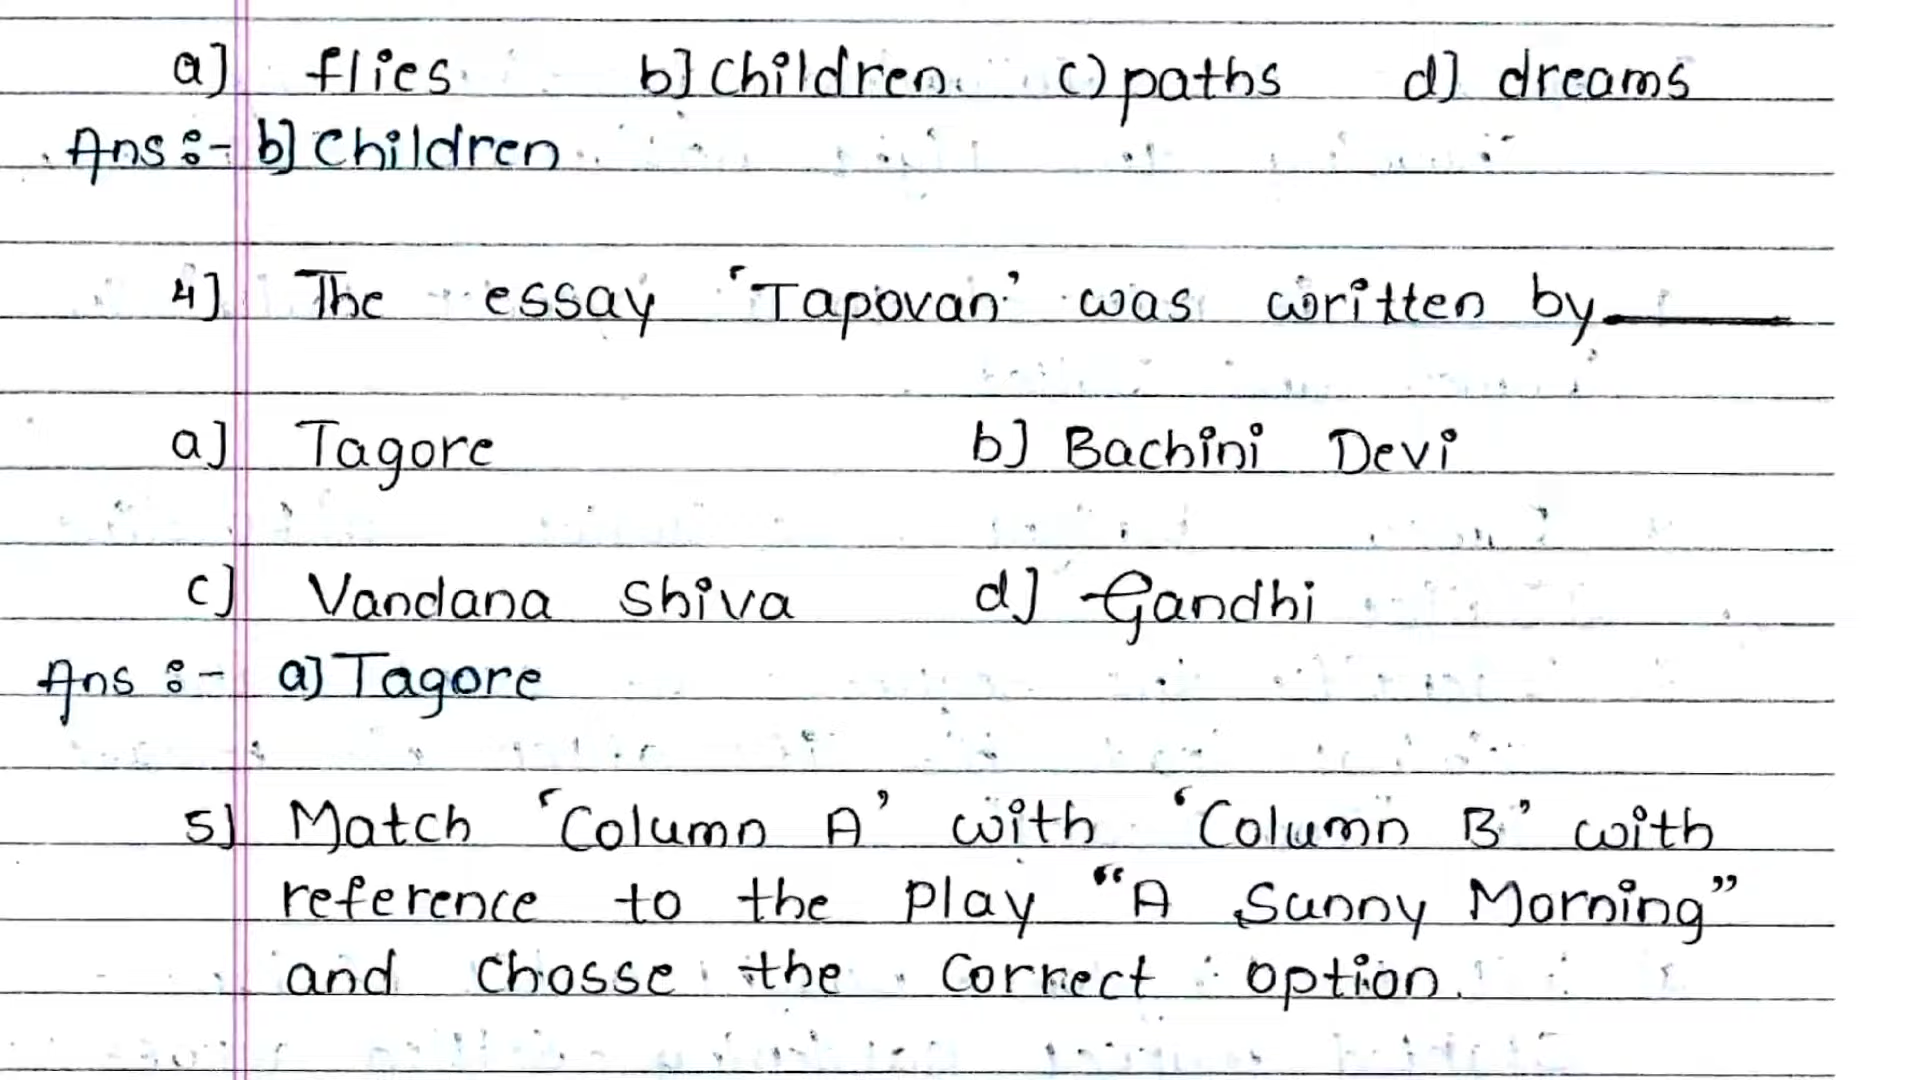 a] flies b] children c) paths d] dreams
Ans :- b] children
4] The essay 'Tapovan' was written by______
a] Tagore b] Bachini Devi
c] Vandana Shiva d] Gandhi
Ans :- a) Tagore
5] Match 'Column A' with 'Column B' with
reference to the play "A Sunny Morning"
and chosse the correct option.